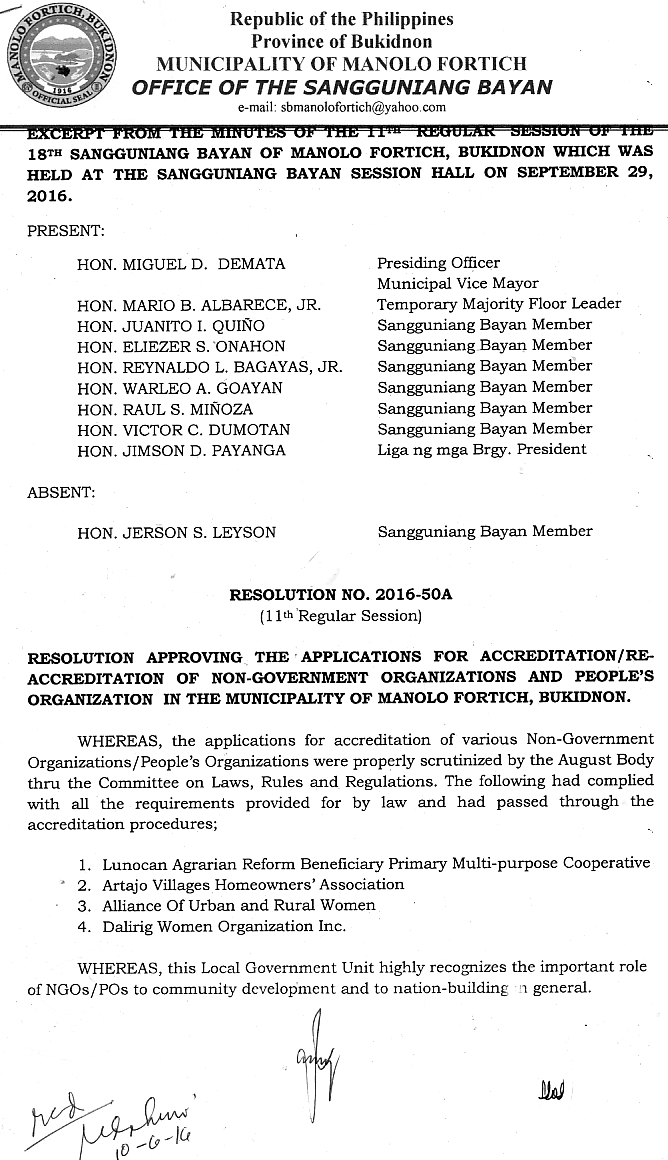 MANOLO FORTICH, BUKIDNON
1916
OFFICIAL SEAL
Republic of the Philippines
Province of Bukidnon
MUNICIPALITY OF MANOLO FORTICH
OFFICE OF THE SANGGUNIANG BAYAN
e-mail: sbmanolofortich@yahoo.com
EXCERPT FROM THE MINUTES OF THE 11TH REGULAR SESSION OF THE
18TH SANGGUNIANG BAYAN OF MANOLO FORTICH, BUKIDNON WHICH WAS
HELD AT THE SANGGUNIANG BAYAN SESSION HALL ON SEPTEMBER 29,
2016.
PRESENT:
HON. MIGUEL D. DEMATA Presiding Officer
Municipal Vice Mayor
HON. MARIO B. ALBARECE, JR. Temporary Majority Floor Leader
HON. JUANITO I. QUIÑO Sangguniang Bayan Member
HON. ELIEZER S. ONAHON Sangguniang Bayan Member
HON. REYNALDO L. BAGAYAS, JR. Sangguniang Bayan Member
HON. WARLEO A. GOAYAN Sangguniang Bayan Member
HON. RAUL S. MIÑOZA Sangguniang Bayan Member
HON. VICTOR C. DUMOTAN Sangguniang Bayan Member
HON. JIMSON D. PAYANGA Liga ng mga Brgy. President
ABSENT:
HON. JERSON S. LEYSON Sangguniang Bayan Member
RESOLUTION NO. 2016-50A
(11th Regular Session)
RESOLUTION APPROVING THE APPLICATIONS FOR ACCREDITATION/RE-
ACCREDITATION OF NON-GOVERNMENT ORGANIZATIONS AND PEOPLE'S
ORGANIZATION IN THE MUNICIPALITY OF MANOLO FORTICH, BUKIDNON.
WHEREAS, the applications for accreditation of various Non-Government
Organizations/People's Organizations were properly scrutinized by the August Body
thru the Committee on Laws, Rules and Regulations. The following had complied
with all the requirements provided for by law and had passed through the
accreditation procedures;
1. Lunocan Agrarian Reform Beneficiary Primary Multi-purpose Cooperative
2. Artajo Villages Homeowners' Association
3. Alliance Of Urban and Rural Women
4. Dalirig Women Organization Inc.
WHEREAS, this Local Government Unit highly recognizes the important role
of NGOs/POs to community development and to nation-building in general.
rcd
10-6-16